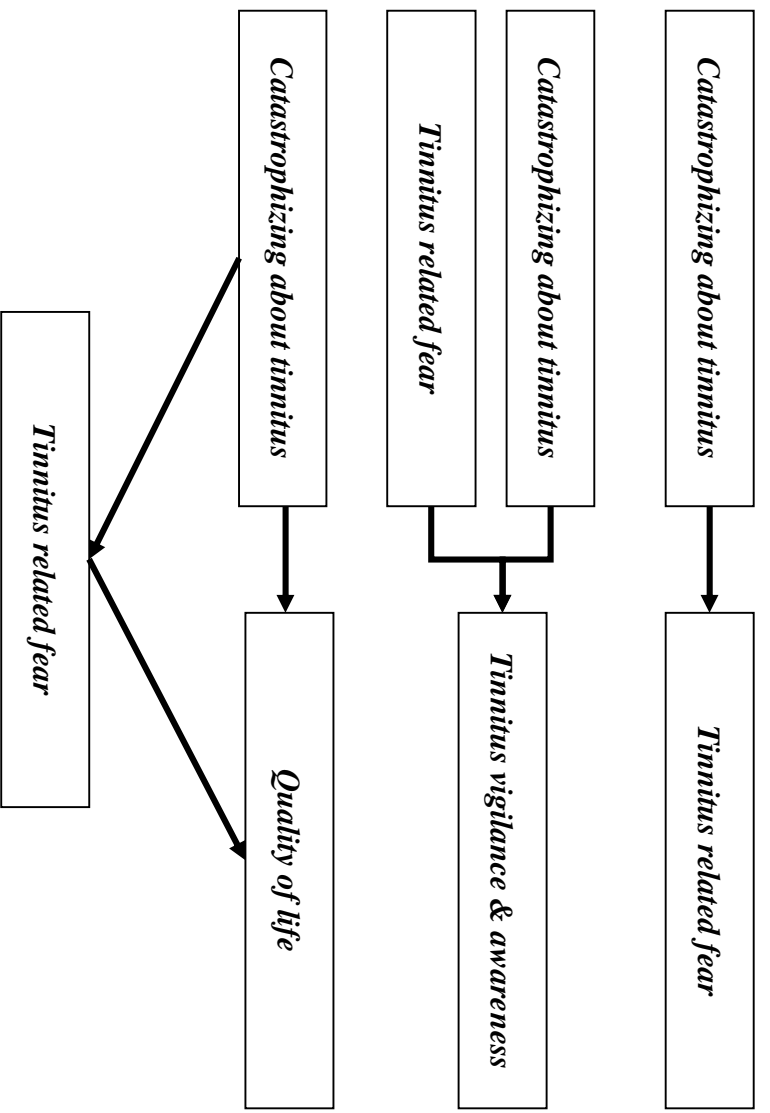 Catastrophizing about tinnitus
Tinnitus related fear
Catastrophizing about tinnitus
Tinnitus related fear
Tinnitus vigilance & awareness
Catastrophizing about tinnitus
Quality of life
Tinnitus related fear